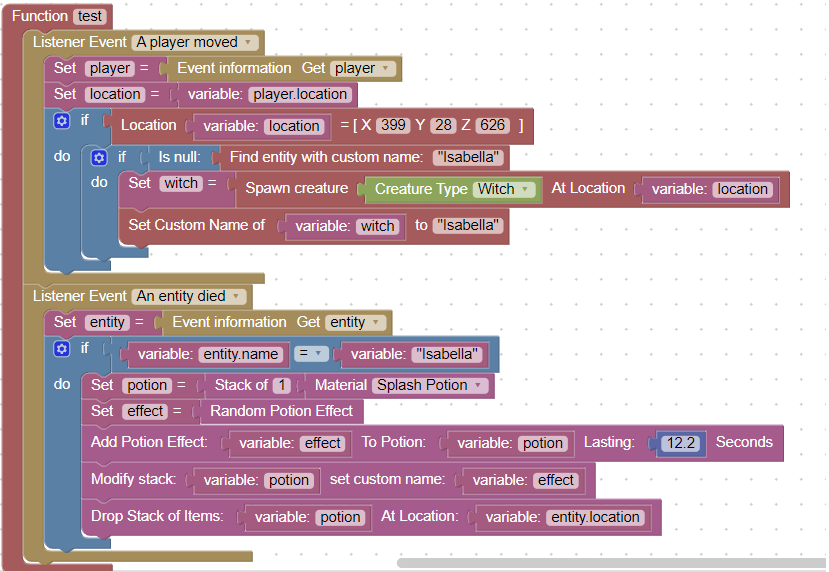 Function test
Listener Event A player moved
Set player = Event information Get player
Set location = variable: player.location
if Location variable: location = [ X 399 Y 28 Z 626 ]
do if Is null: Find entity with custom name: "Isabella"
do Set witch = Spawn creature Creature Type Witch At Location variable: location
Set Custom Name of variable: witch to "Isabella"
Listener Event An entity died
Set entity = Event information Get entity
if variable: entity.name = variable: "Isabella"
do Set potion = Stack of 1 Material Splash Potion
Set effect = Random Potion Effect
Add Potion Effect: variable: effect To Potion: variable: potion Lasting: 12.2 Seconds
Modify stack: variable: potion set custom name: variable: effect
Drop Stack of Items: variable: potion At Location: variable: entity.location